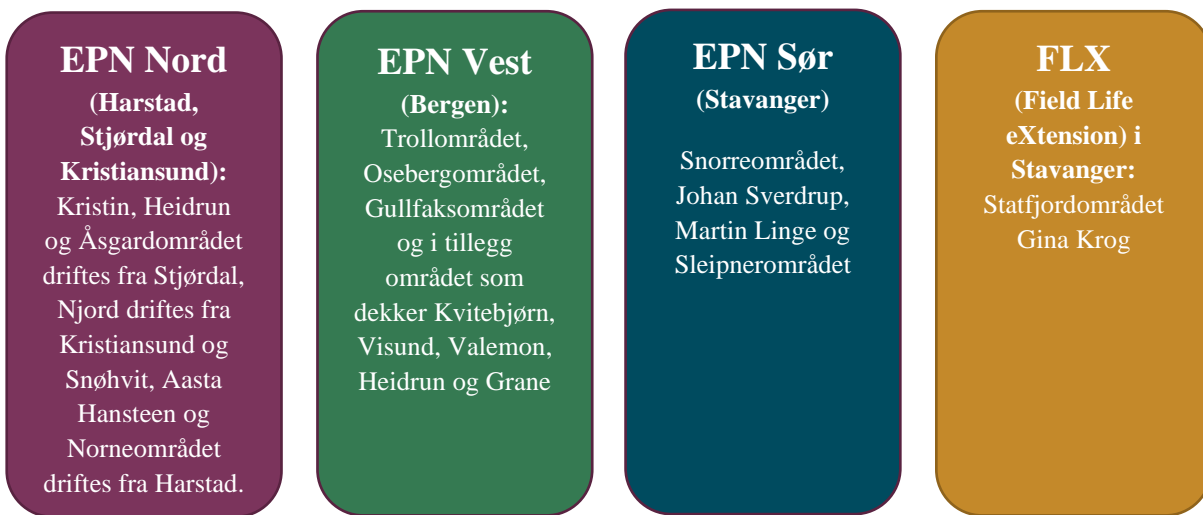 EPN Nord
(Harstad,
Stjørdal og
Kristiansund):
Kristin, Heidrun
og Åsgardområdet
driftes fra Stjørdal,
Njord driftes fra
Kristiansund og
Snøhvit, Aasta
Hansteen og
Norneområdet
driftes fra Harstad.
EPN Vest
(Bergen):
Trollområdet,
Osebergområdet,
Gullfaksområdet
og i tillegg
området som
dekker Kvitebjørn,
Visund, Valemon,
Heidrun og Grane
EPN Sør
(Stavanger)
Snorreområdet,
Johan Sverdrup,
Martin Linge og
Sleipnerområdet
FLX
(Field Life
eXtension) i
Stavanger:
Statfjordområdet
Gina Krog